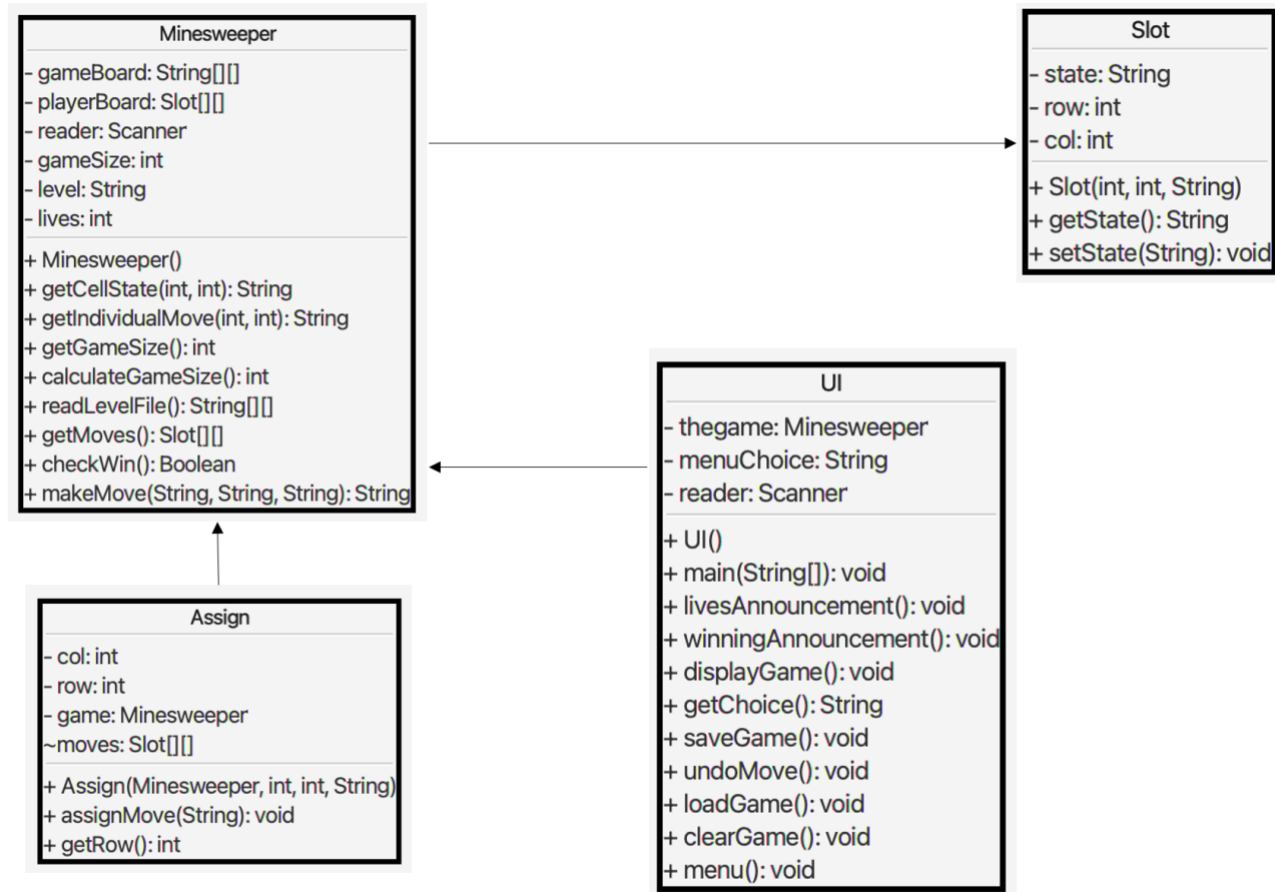 Minesweeper
- gameBoard: String[][]
- playerBoard: Slot[][]
- reader: Scanner
- gameSize: int
- level: String
- lives: int
+ Minesweeper()
+ getCellState(int, int): String
+ getIndividualMove(int, int): String
+ getGameSize(): int
+ calculateGameSize(): int
+ readLevelFile(): String[][]
+ getMoves(): Slot[][]
+ checkWin(): Boolean
+ makeMove(String, String, String): String
Slot
- state: String
- row: int
- col: int
+ Slot(int, int, String)
+ getState(): String
+ setState(String): void
UI
- thegame: Minesweeper
- menuChoice: String
- reader: Scanner
+ UI()
+ main(String[]): void
+ livesAnnouncement(): void
+ winningAnnouncement(): void
+ displayGame(): void
+ getChoice(): String
+ saveGame(): void
+ undoMove(): void
+ loadGame(): void
+ clearGame(): void
+ menu(): void
Assign
- col: int
- row: int
- game: Minesweeper
~moves: Slot[][]
+ Assign(Minesweeper, int, int, String)
+ assignMove(String): void
+ getRow(): int